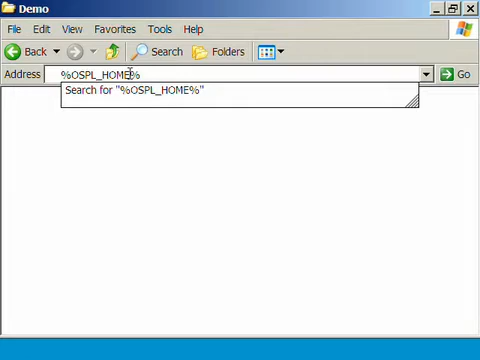 Demo
File Edit View Favorites Tools Help
Back Search Folders
Address %OSPL_HOME% Go
Search for "%OSPL_HOME%"